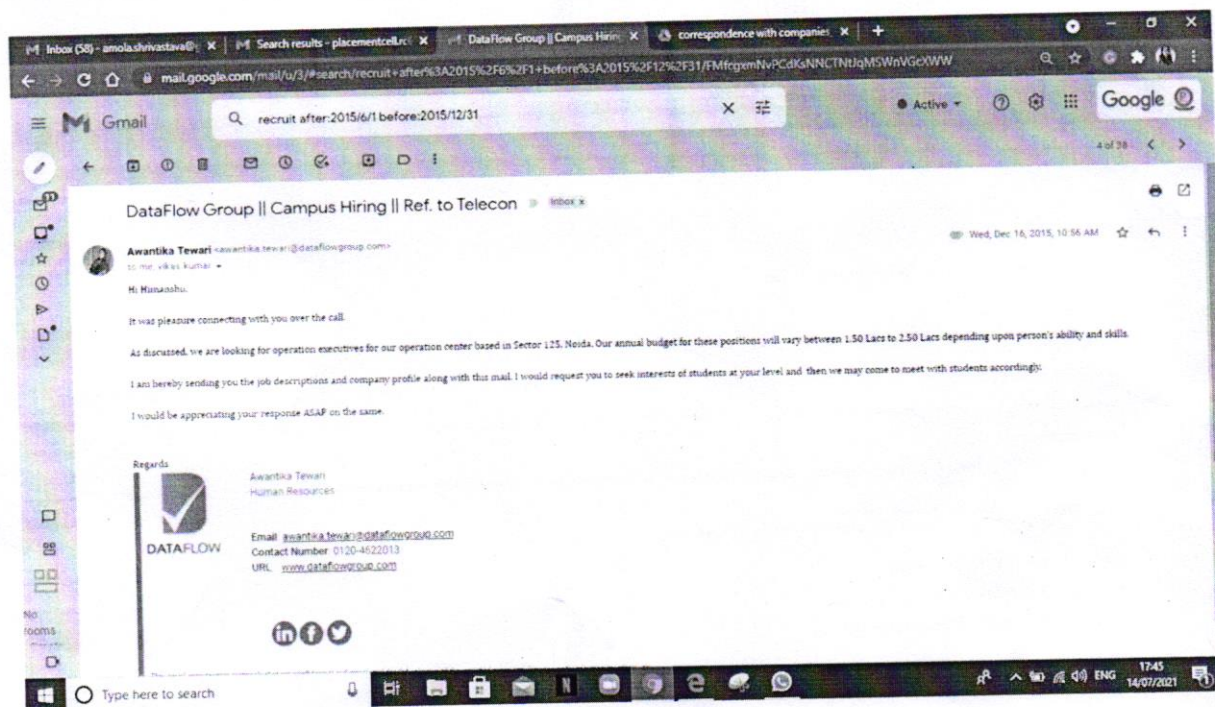 Inbox (58) - amola.shrivastava@
Search results - placementcell.rc
DataFlow Group || Campus Hirin
correspondence with companies
mail.google.com/mail/u/3/#search/recruit+after%3A2015%2F6%2F1+before%3A2015%2F12%2F31/FMfcgxmNvPCdKsNNCTNtJqMSWnVGcXWW
Gmail
recruit after:2015/6/1 before:2015/12/31
Active
Google
4 of 38
DataFlow Group || Campus Hiring || Ref. to Telecon
Inbox x
Awantika Tewari <awantika.tewari@dataflowgroup.com>
Wed, Dec 16, 2015, 10:56 AM
to me, vikas kumar
Hi Himanshu,
It was pleasure connecting with you over the call.
As discussed, we are looking for operation executives for our operation center based in Sector 125, Noida. Our annual budget for these positions will vary between 1.50 Lacs to 2.50 Lacs depending upon person's ability and skills.
I am hereby sending you the job descriptions and company profile along with this mail. I would request you to seek interests of students at your level and then we may come to meet with students accordingly.
I would be appreciating your response ASAP on the same.
Regards
Awantika Tewari
Human Resources
DATAFLOW
Email awantika.tewari@dataflowgroup.com
Contact Number 0120-4622013
URL www.dataflowgroup.com
No
rooms
Type here to search
ENG
17:45
14/07/2021